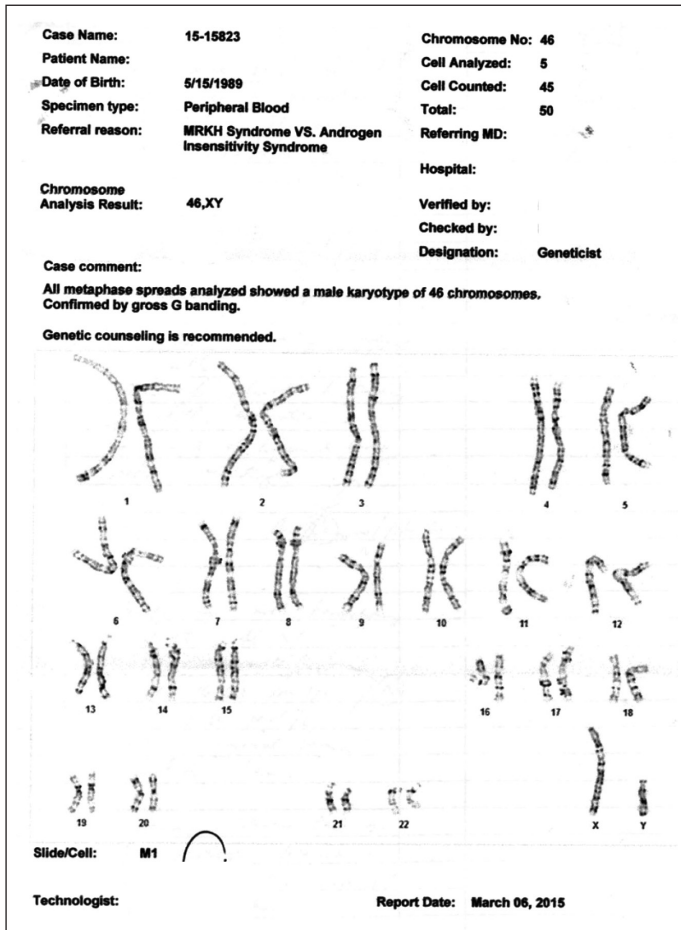 Case Name: 15-15823
Chromosome No: 46
Patient Name:
Cell Analyzed: 5
Date of Birth: 5/15/1989
Cell Counted: 45
Specimen type: Peripheral Blood
Total: 50
Referral reason: MRKH Syndrome VS. Androgen
Insensitivity Syndrome
Referring MD:
Hospital:
Chromosome
Analysis Result: 46,XY
Verified by:
Checked by:
Designation: Geneticist
Case comment:
All metaphase spreads analyzed showed a male karyotype of 46 chromosomes.
Confirmed by gross G banding.
Genetic counseling is recommended.
1 2 3 4 5
6 7 8 9 10 11 12
13 14 15 16 17 18
19 20 21 22 X Y
Slide/Cell: M1
Technologist:
Report Date: March 06, 2015